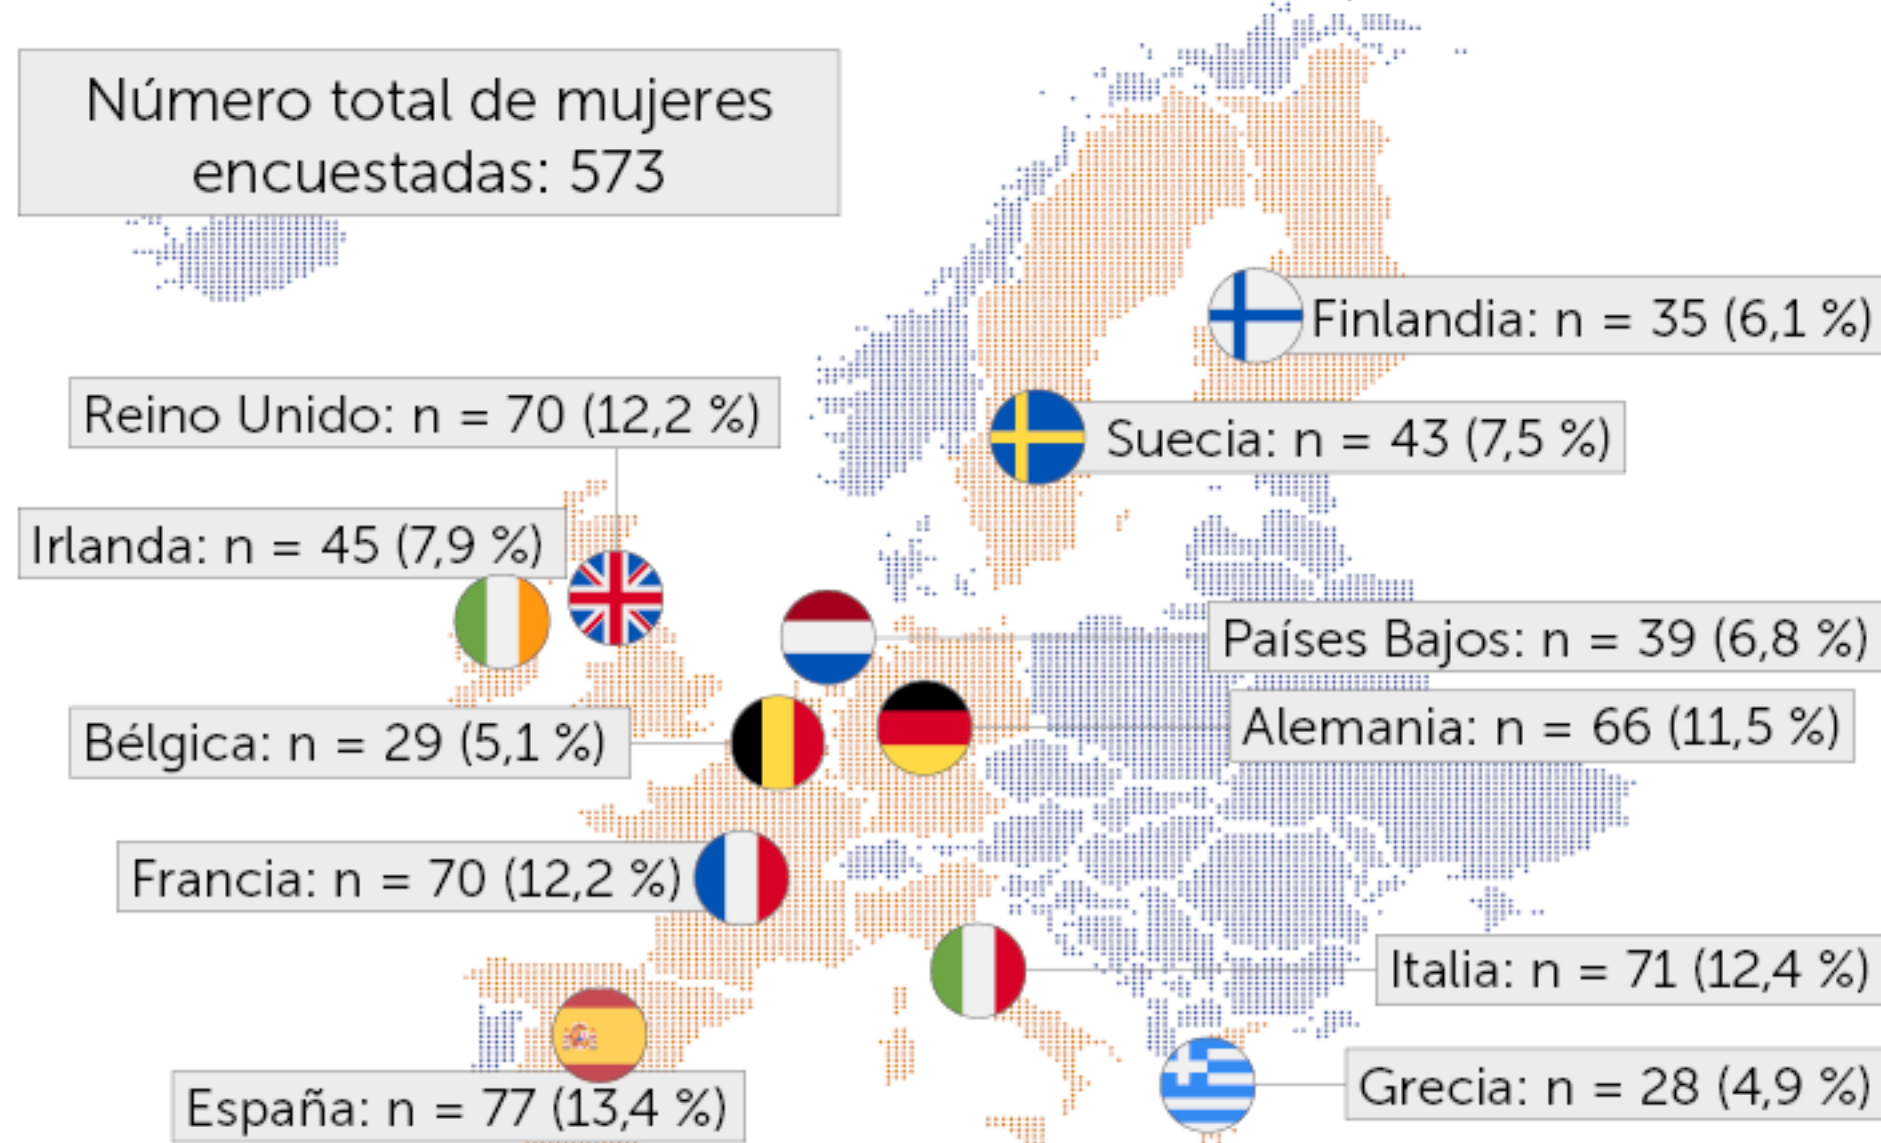 Número total de mujeres
encuestadas: 573
Finlandia: n = 35 (6,1 %)
Reino Unido: n = 70 (12,2 %)
Suecia: n = 43 (7,5 %)
Irlanda: n = 45 (7,9 %)
Países Bajos: n = 39 (6,8 %)
Bélgica: n = 29 (5,1 %)
Alemania: n = 66 (11,5 %)
Francia: n = 70 (12,2 %)
Italia: n = 71 (12,4 %)
Grecia: n = 28 (4,9 %)
España: n = 77 (13,4 %)